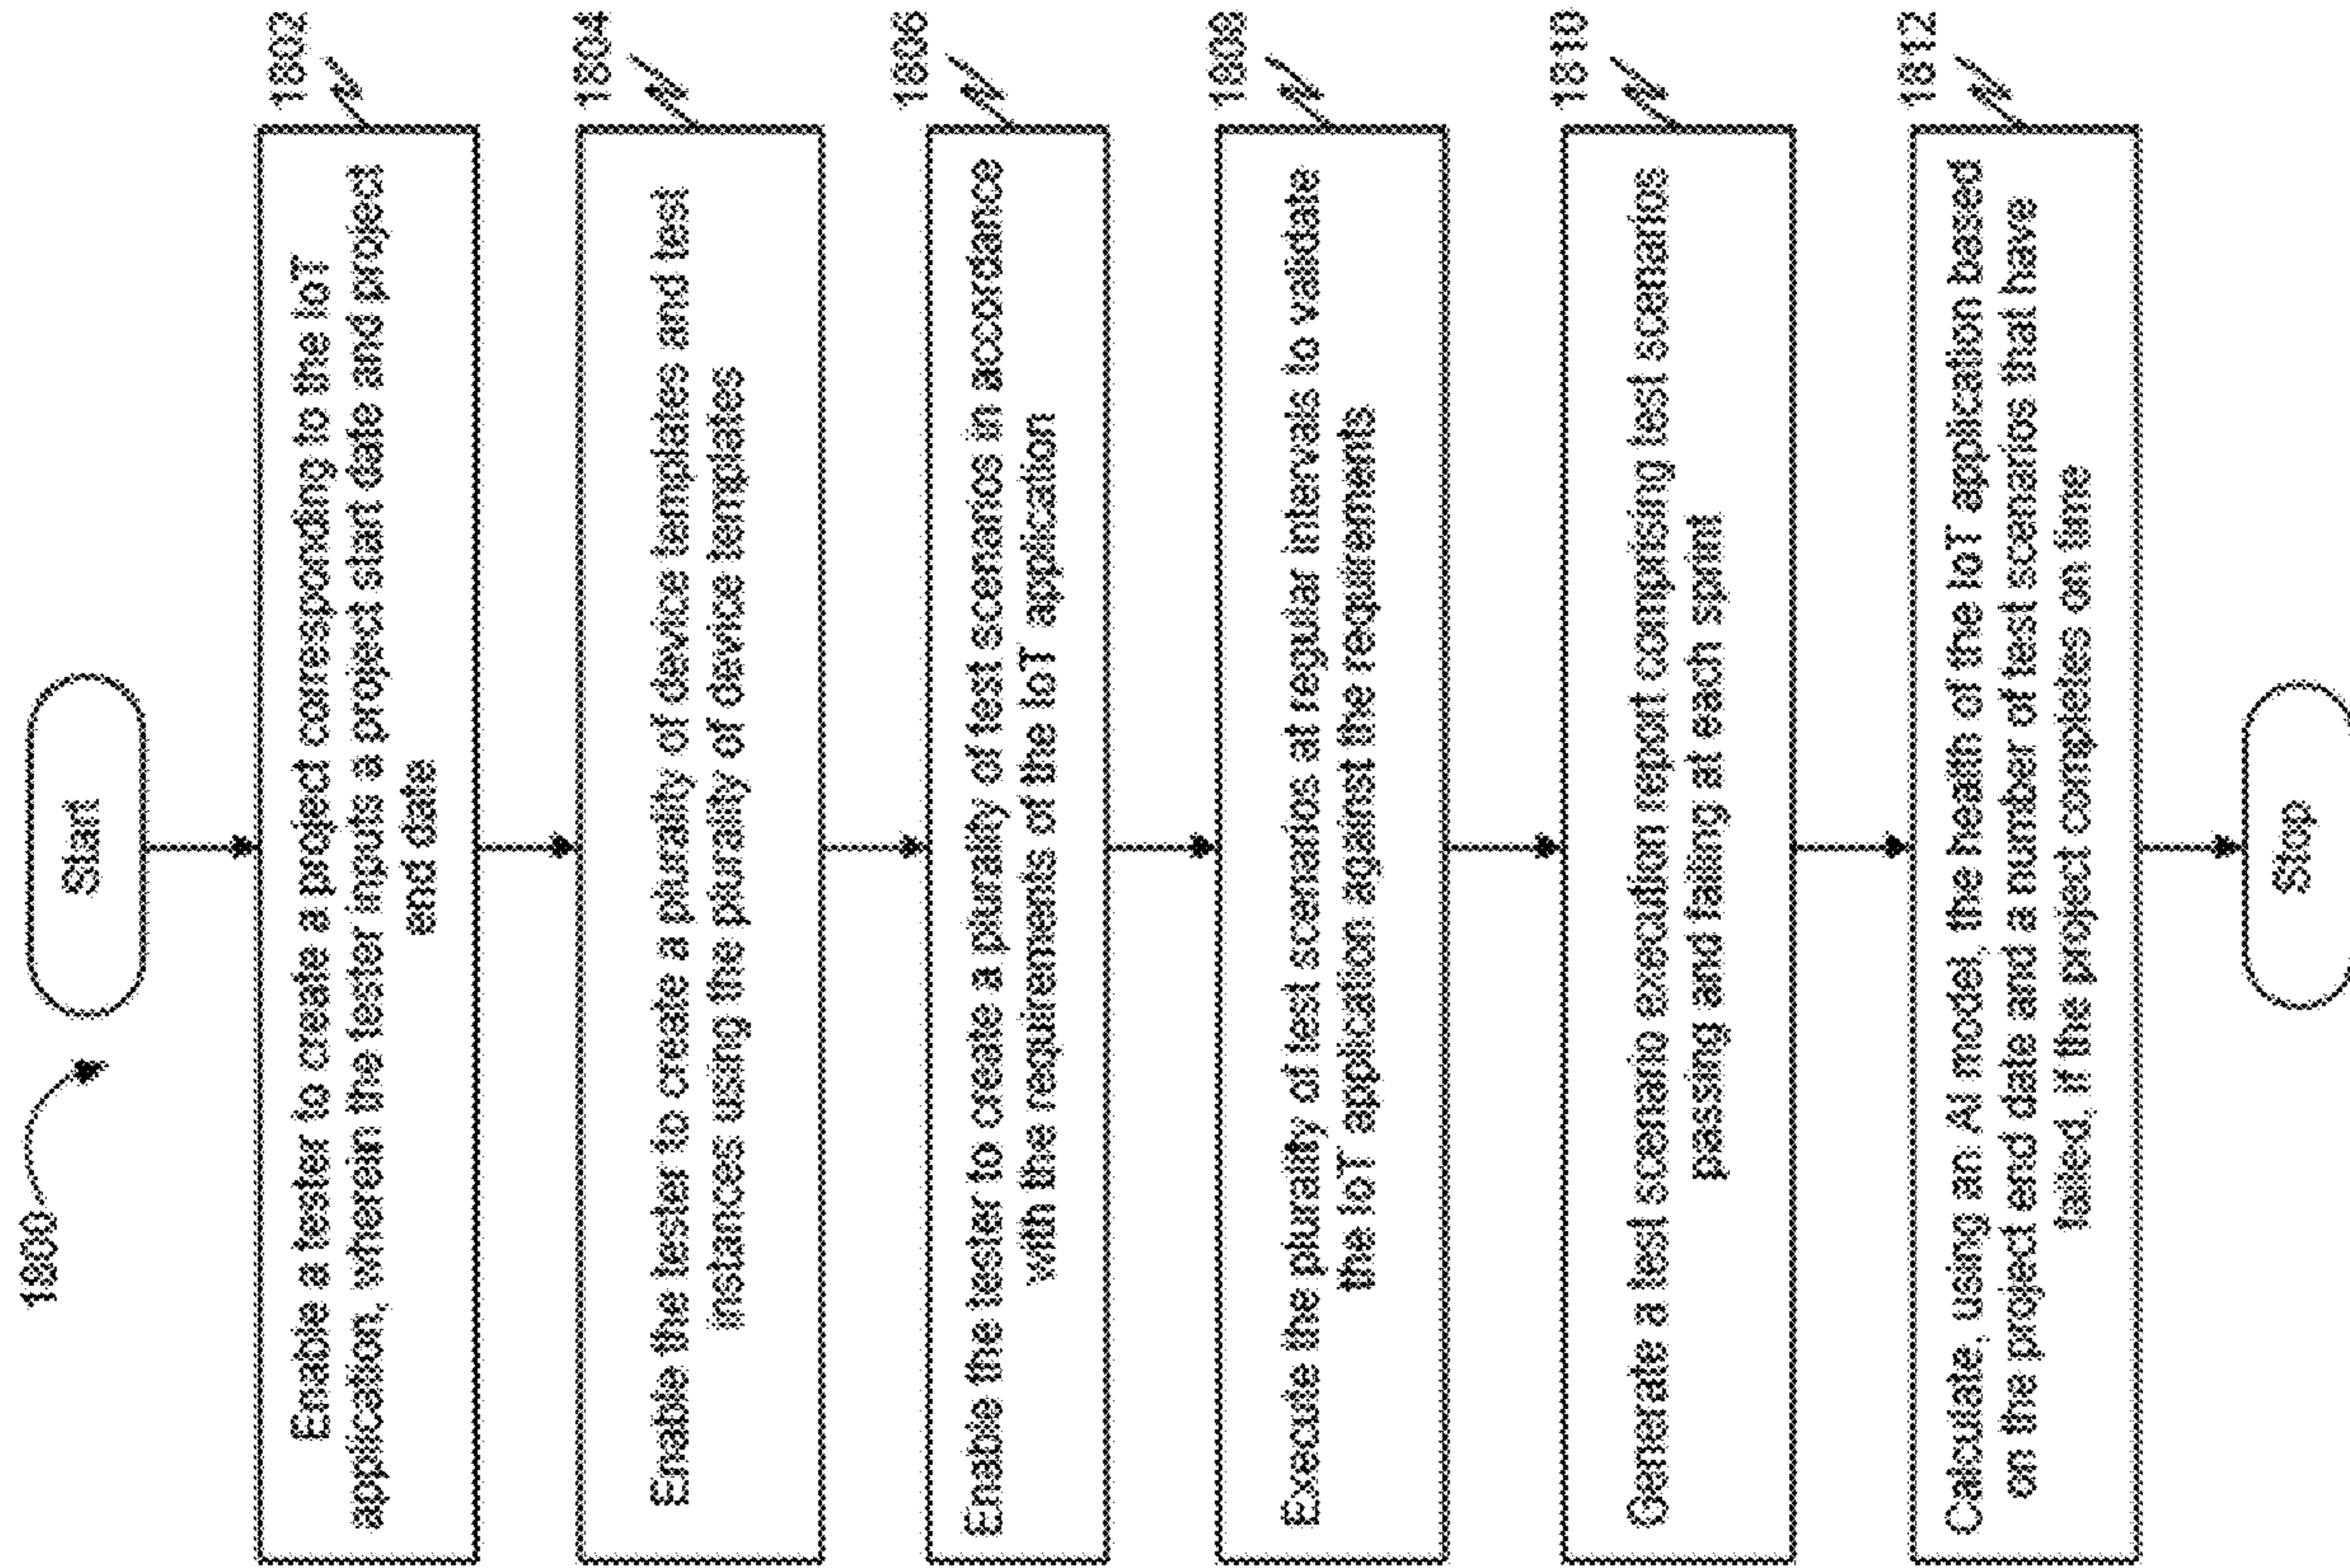 1800
Start
1802
Enable a tester to create a project corresponding to the IoT
application, wherein the tester inputs a project start date and project
end date
1804
Enable the tester to create a plurality of device templates and test
instances using the plurality of device templates
1806
Enable the tester to create a plurality of test scenarios in accordance
with the requirements of the IoT application
1808
Execute the plurality of test scenarios at regular intervals to validate
the IoT application against the requirements
1810
Generate a test scenario execution report comprising test scenarios
passing and failing at each sprint
1812
Calculate, using an AI model, the health of the IoT application based
on the project end date and a number of test scenarios that have
failed, if the project completes on time
Stop